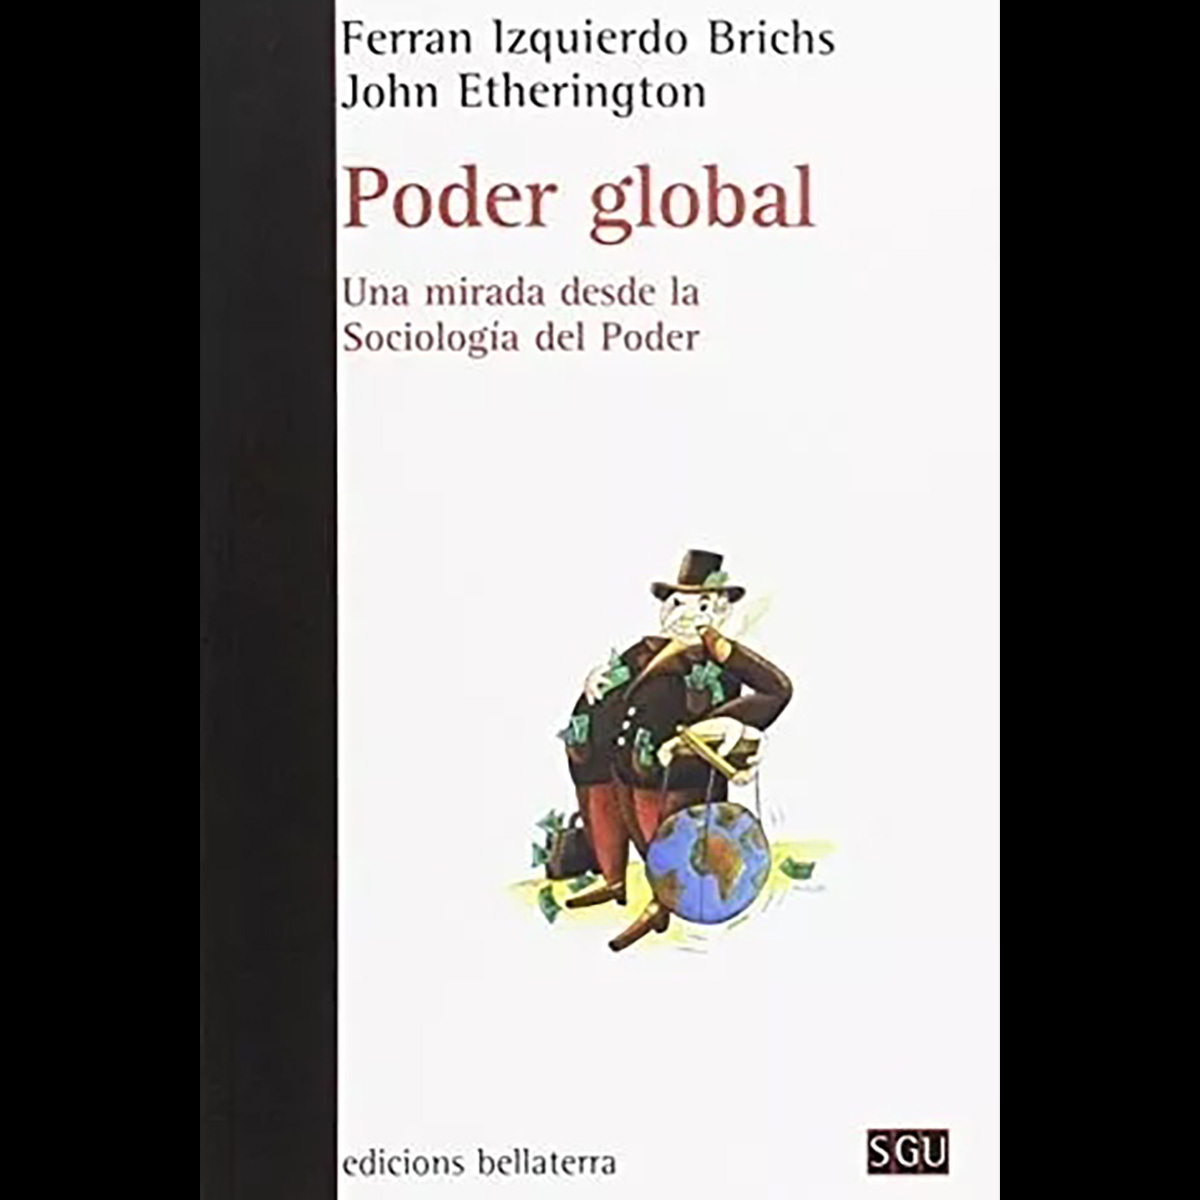 Ferran Izquierdo Brichs
John Etherington
Poder global
Una mirada desde la
Sociología del Poder
edicions bellaterra
SGU